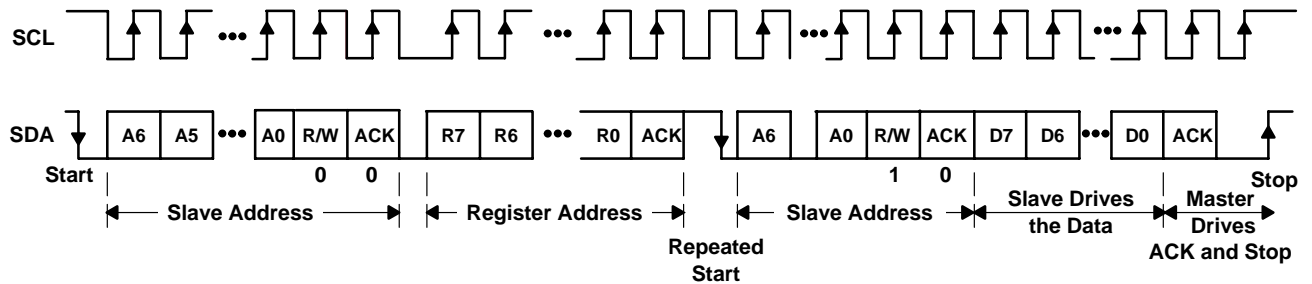 SCL
SDA A6 A5 ••• A0 R/W ACK R7 R6 ••• R0 ACK A6 A0 R/W ACK D7 D6 ••• D0 ACK
Start 0 0 1 0 Stop
Slave Address Register Address Slave Address Slave Drives the Data Master Drives ACK and Stop
Repeated Start